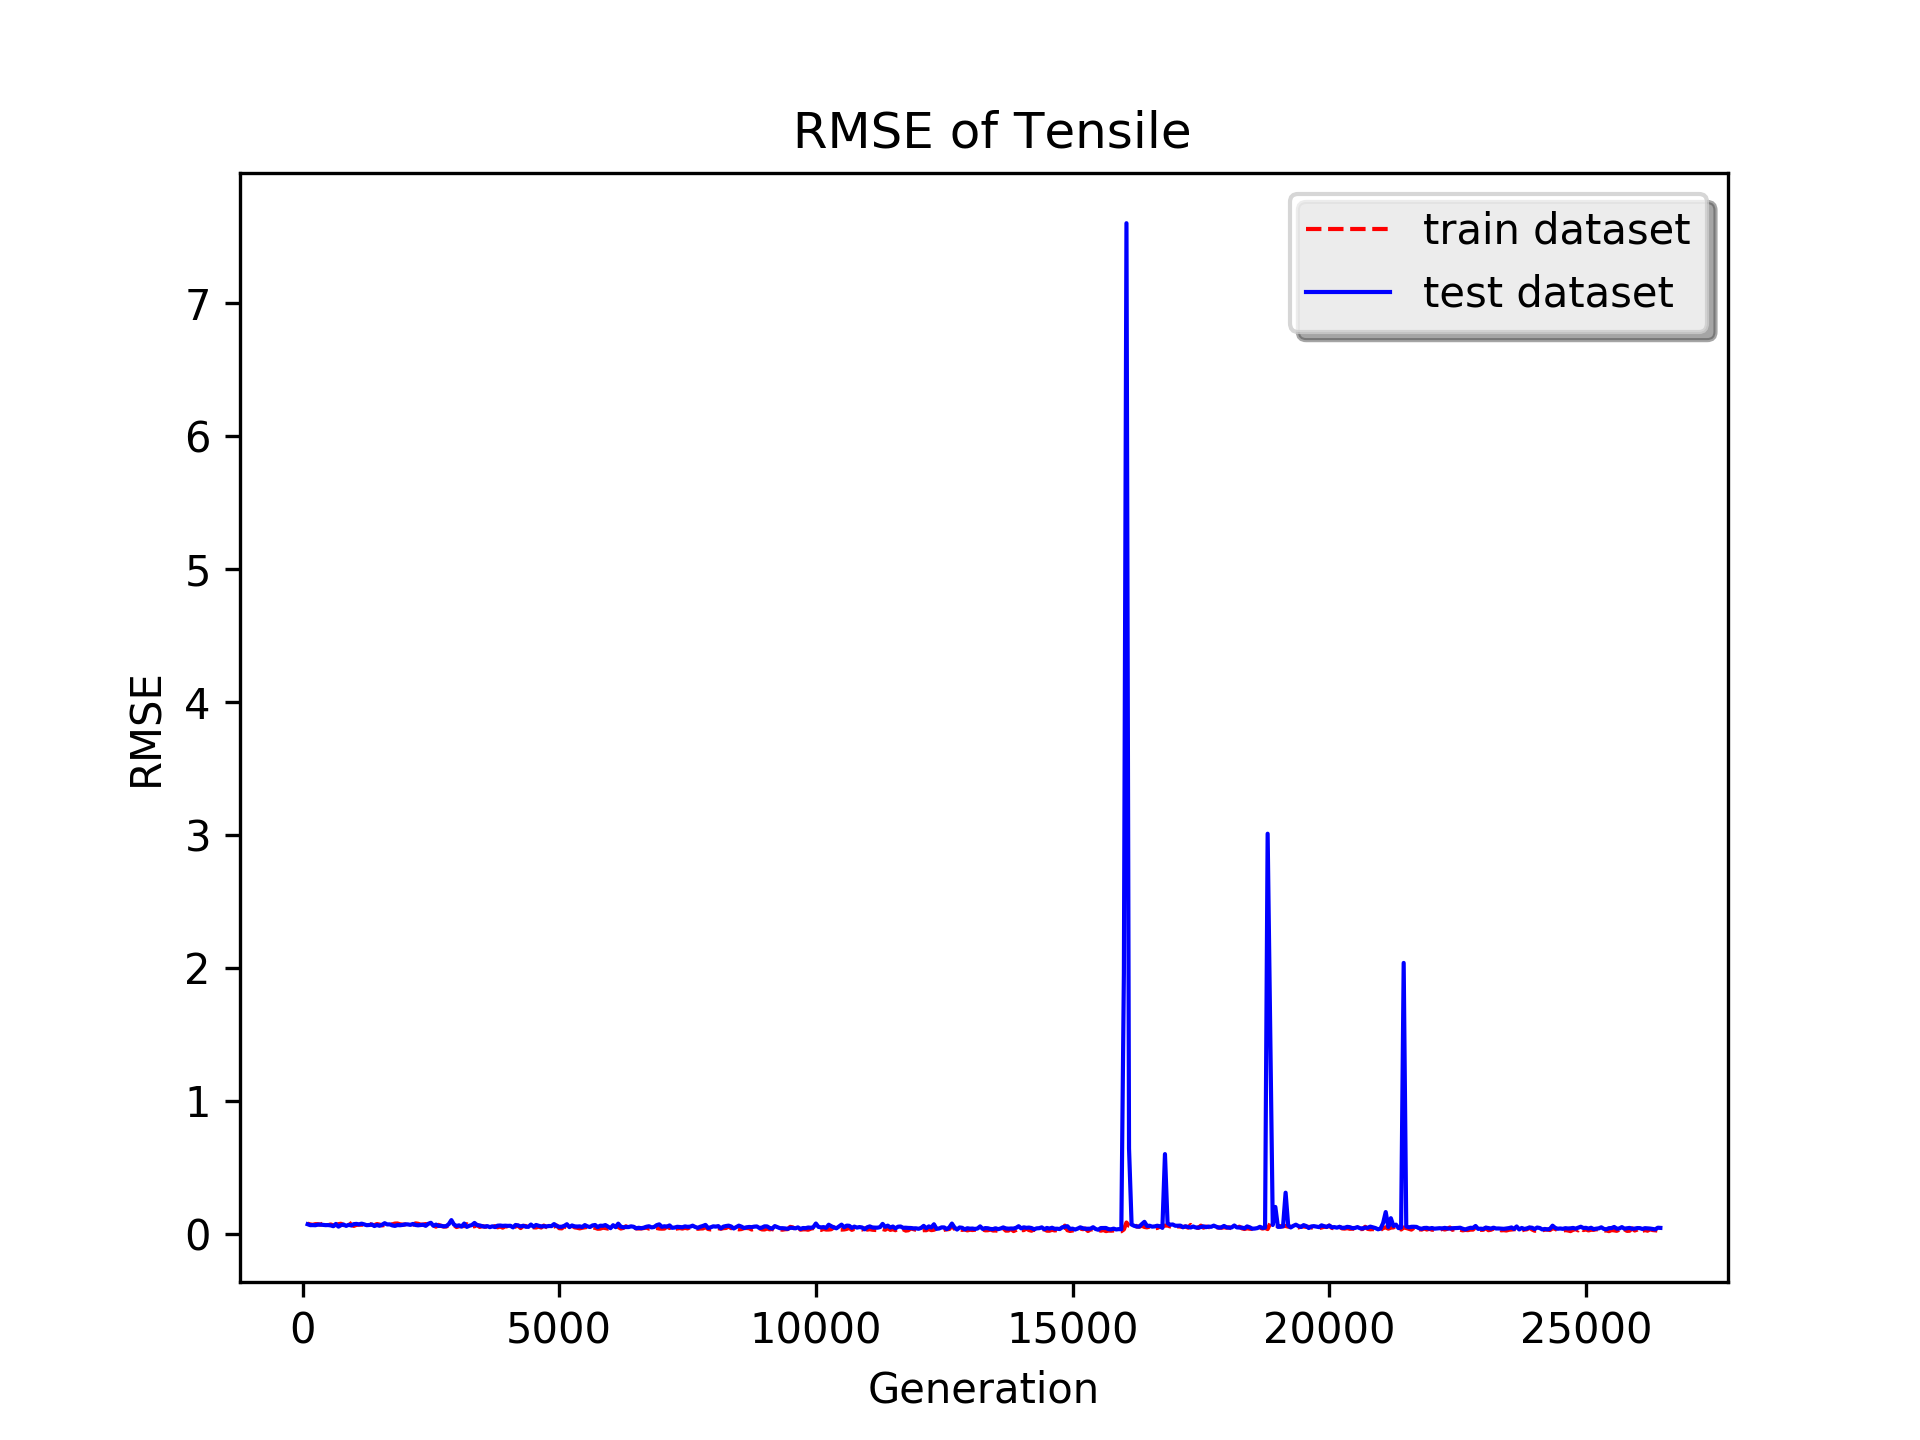 RMSE of Tensile
train dataset
test dataset
7
6
5
4
3
2
1
0
RMSE
0 5000 10000 15000 20000 25000
Generation